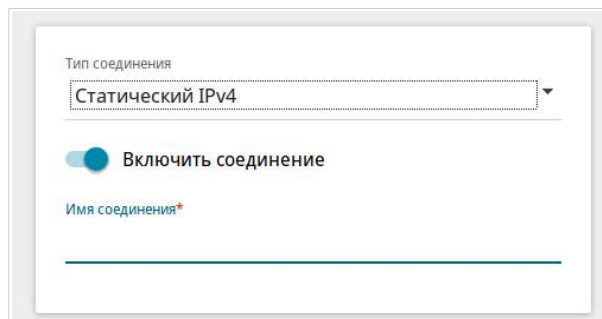 Тип соединения
Статический IPv4
Включить соединение
Имя соединения*